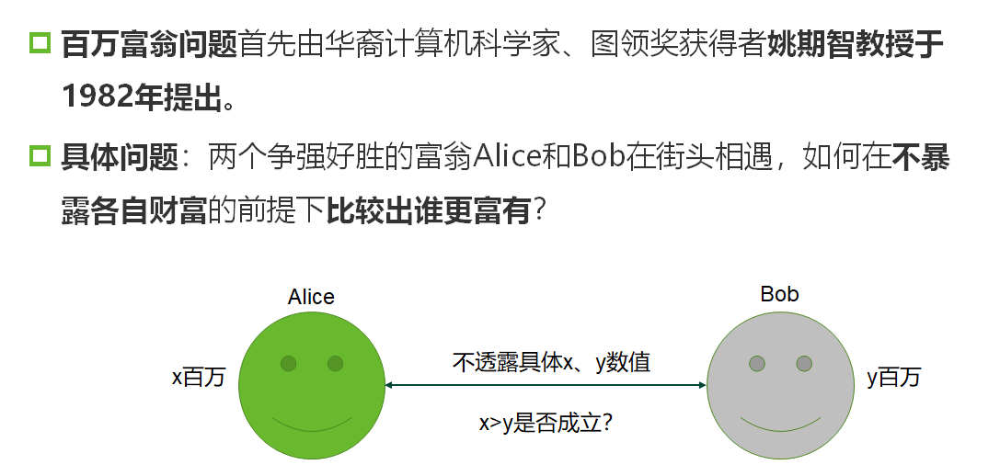 百万富翁问题首先由华裔计算机科学家、图领奖获得者姚期智教授于
1982年提出。
具体问题：两个争强好胜的富翁Alice和Bob在街头相遇，如何在不暴
露各自财富的前提下比较出谁更富有？
Alice
Bob
x百万
不透露具体x、y数值
y百万
x>y是否成立？